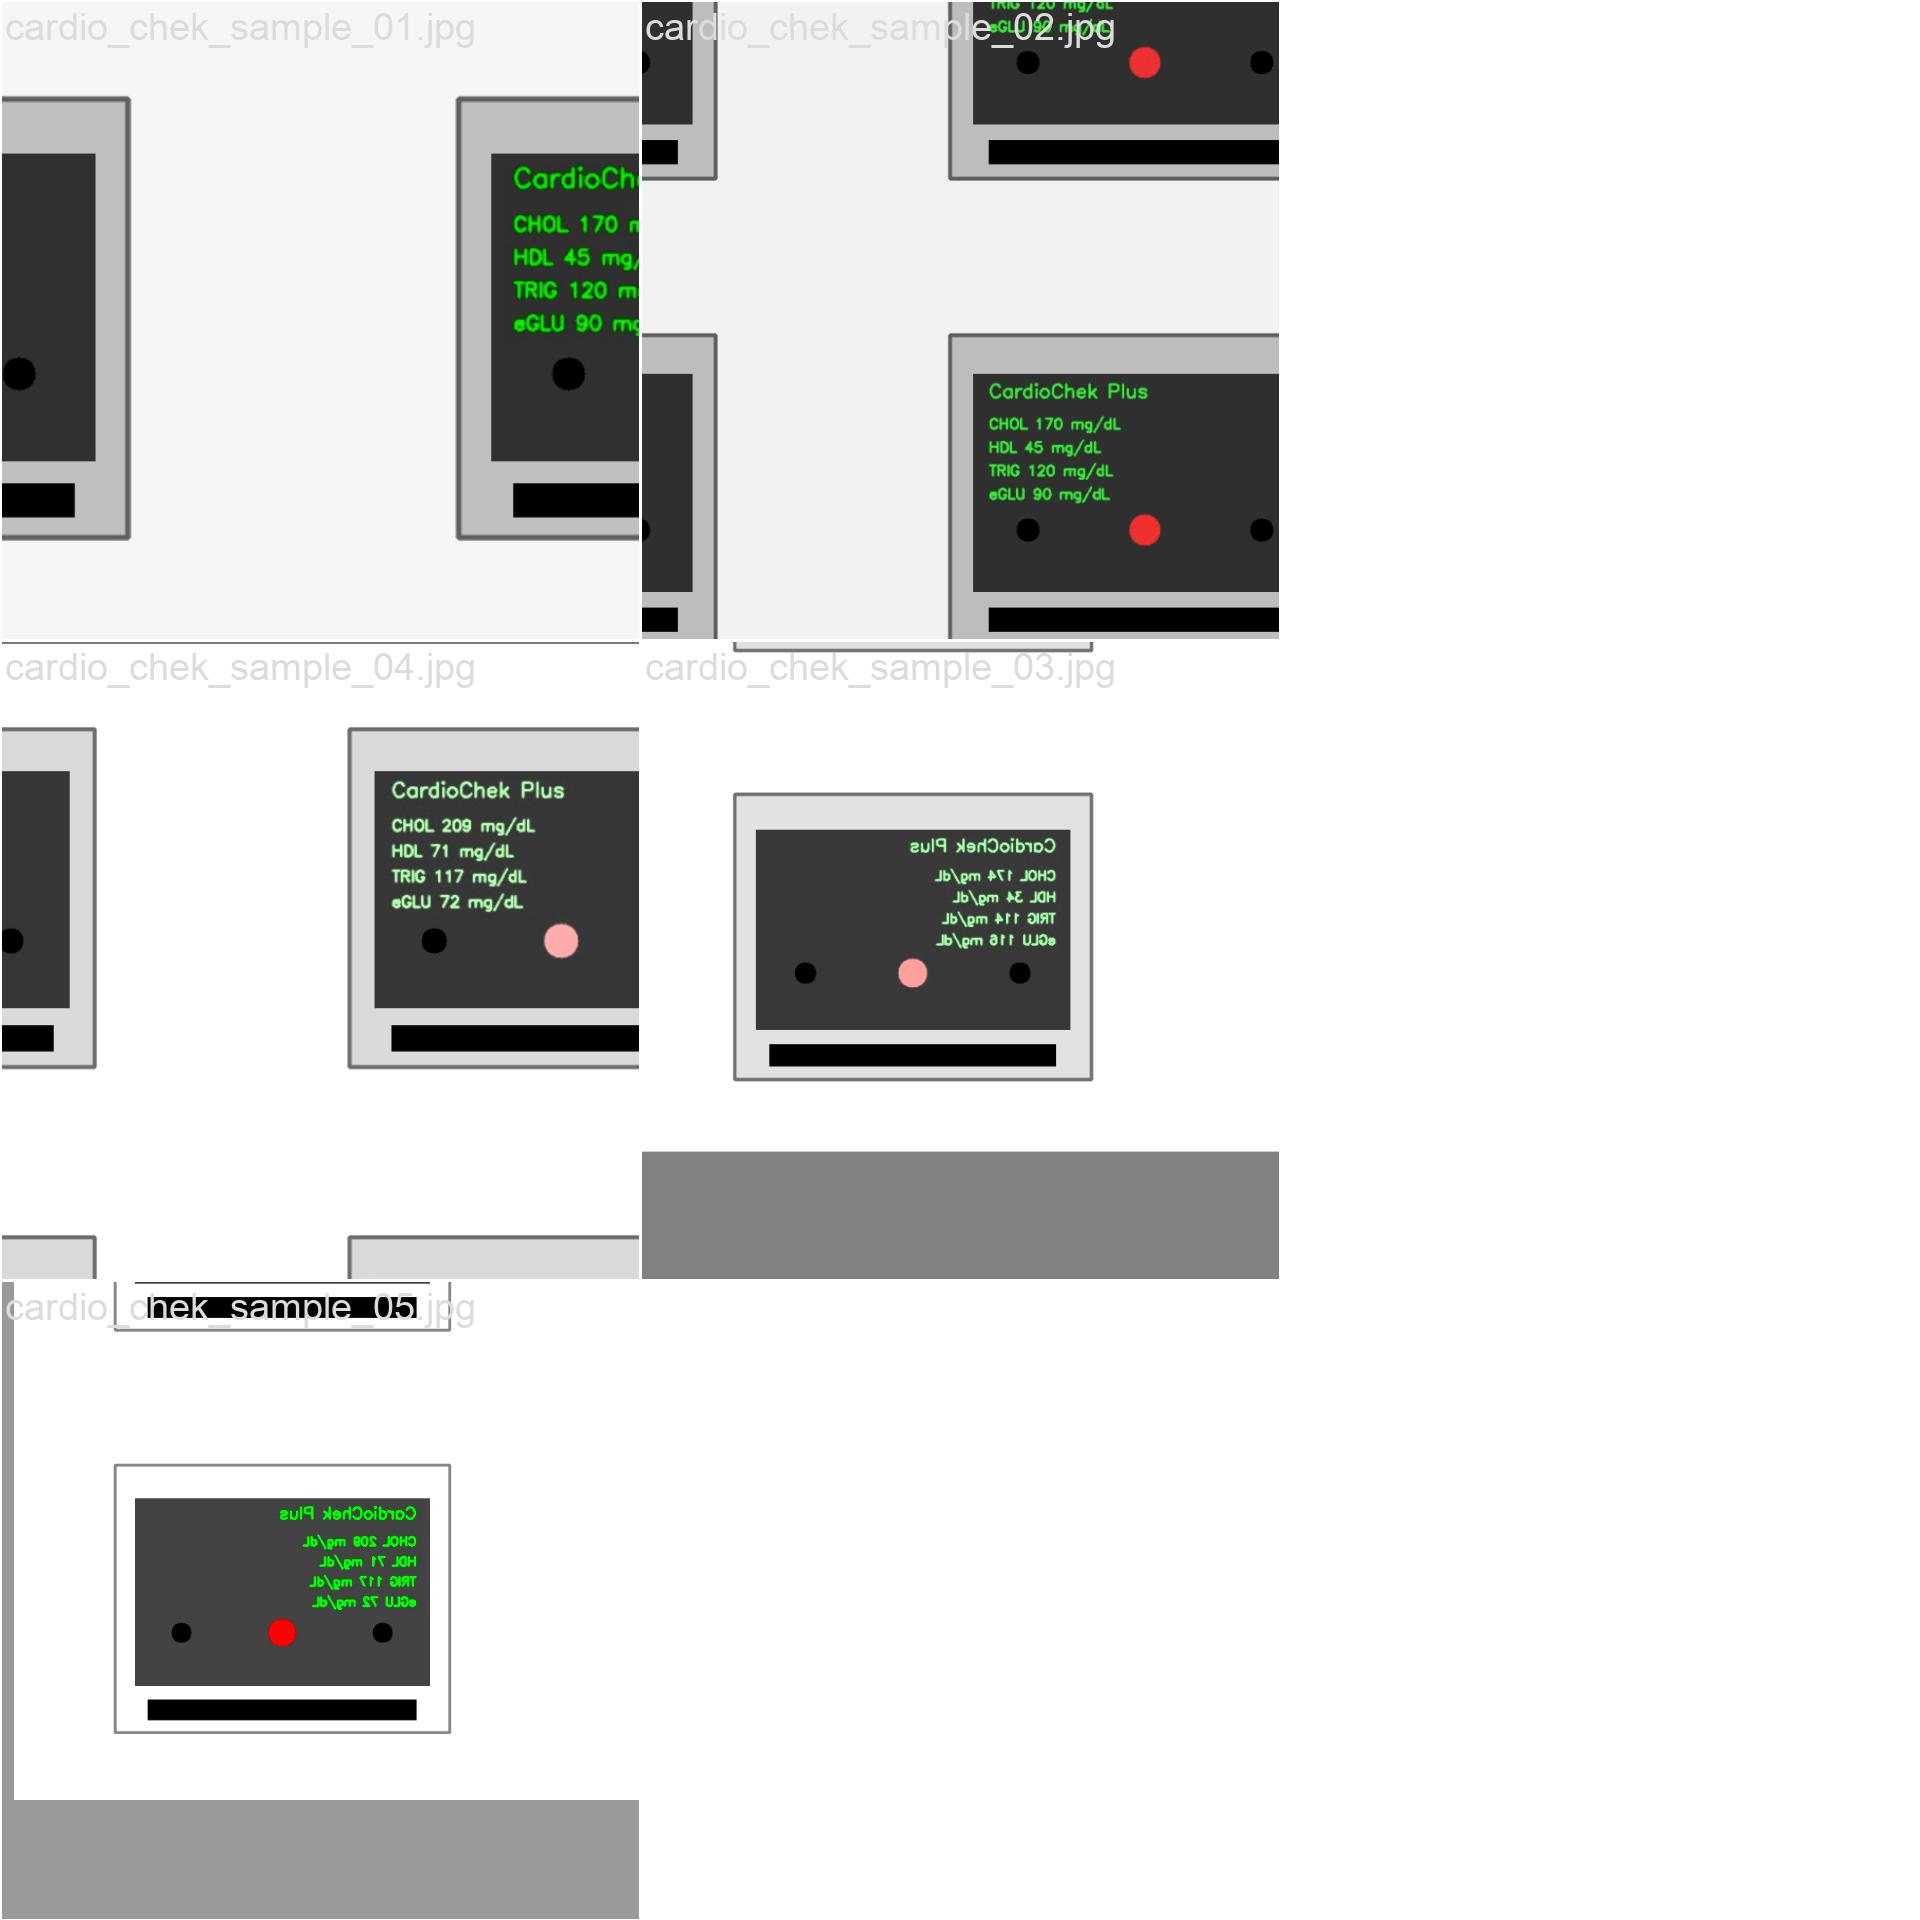 cardio_chek_sample_01.jpg
CardioCh
CHOL 170 m
HDL 45 mg/
TRIG 120 m
eGLU 90 mg
cardio_chek_sample_02.jpg
TRIG 120 mg/dL
eGLU 90 mg/dL
CardioChek Plus
CHOL 170 mg/dL
HDL 45 mg/dL
TRIG 120 mg/dL
eGLU 90 mg/dL
cardio_chek_sample_04.jpg
CardioChek Plus
CHOL 209 mg/dL
HDL 71 mg/dL
TRIG 117 mg/dL
eGLU 72 mg/dL
cardio_chek_sample_03.jpg
CardioChek Plus
CHOL 174 mg/dL
HDL 34 mg/dL
TRIG 114 mg/dL
eGLU 116 mg/dL
cardio_chek_sample_05.jpg
CardioChek Plus
CHOL 209 mg/dL
HDL 71 mg/dL
TRIG 117 mg/dL
eGLU 72 mg/dL